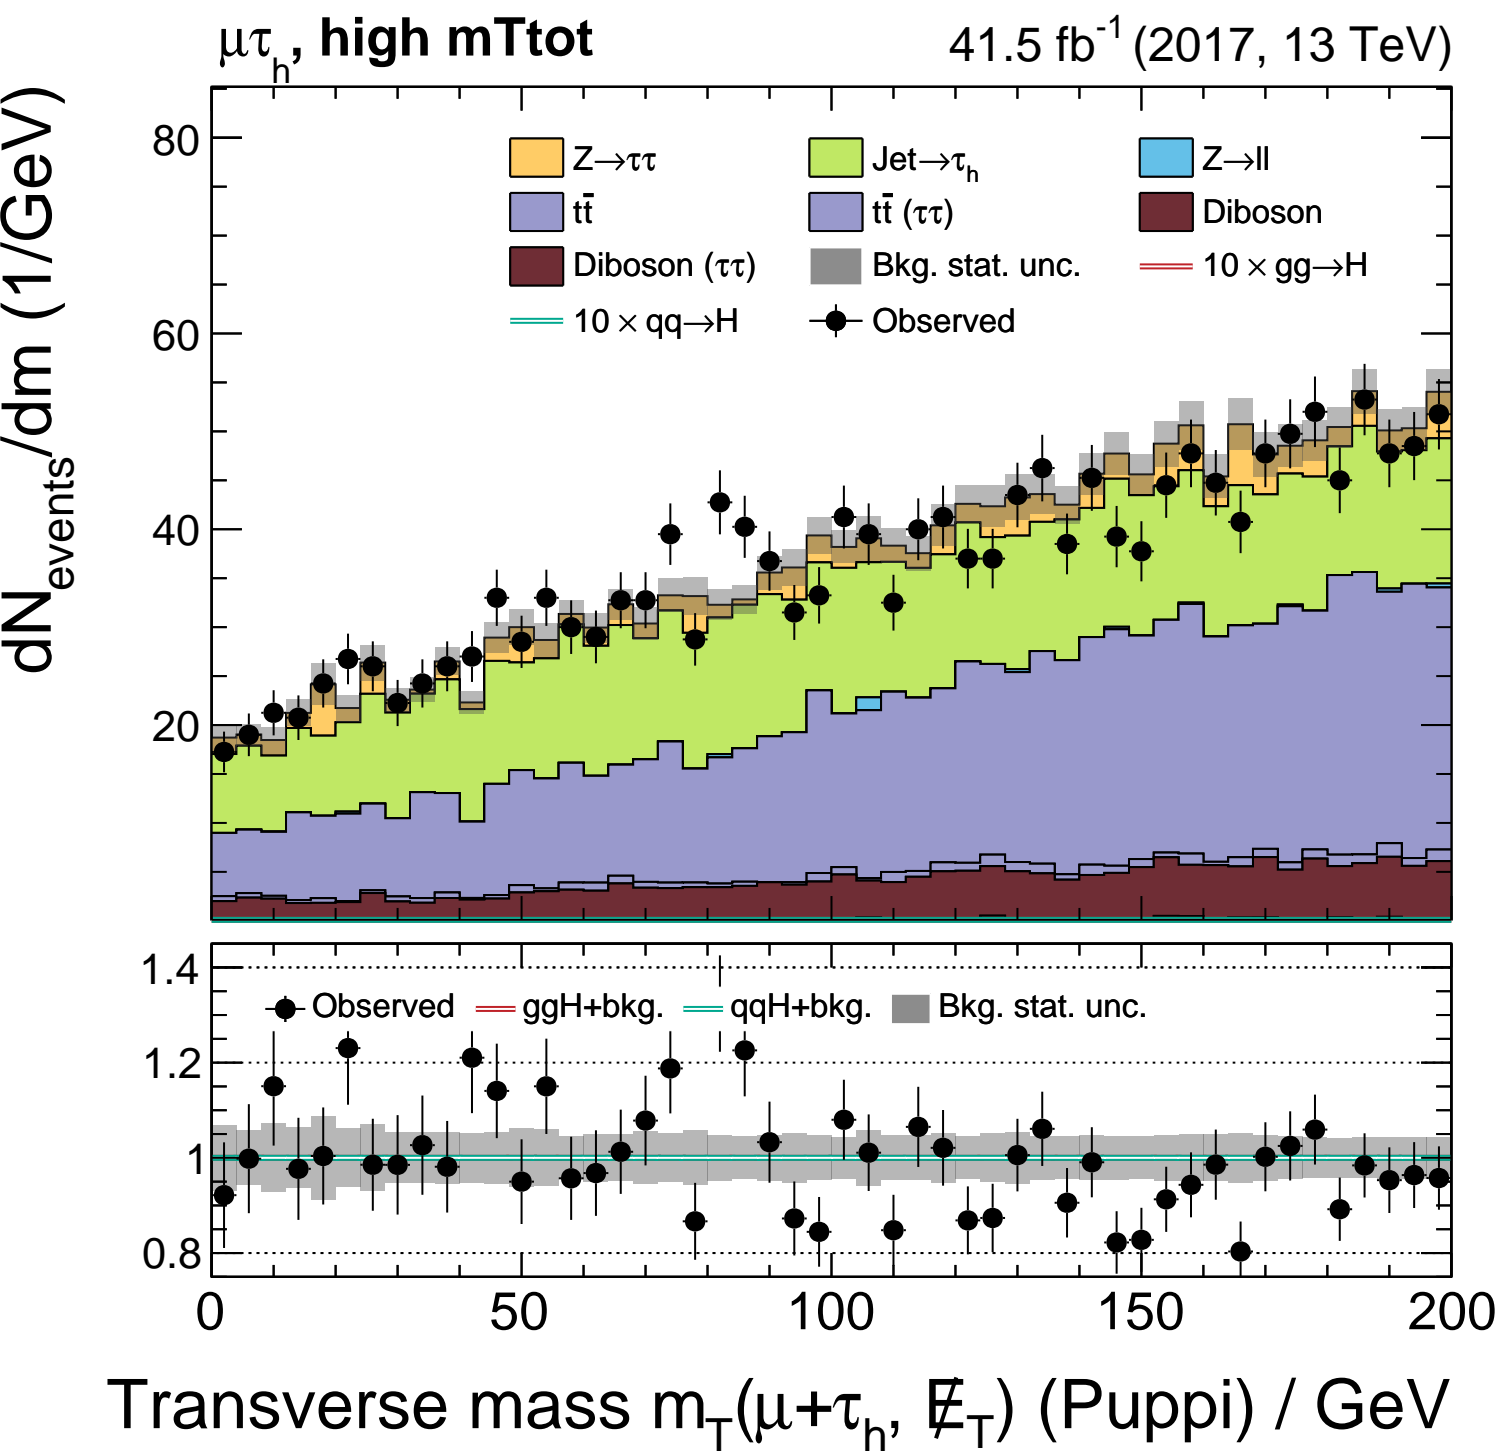 μτh, high mTtot
41.5 fb-1 (2017, 13 TeV)
dNevents/dm (1/GeV)
80
60
40
20
Z→ττ Jet→τh Z→ll
tt̄ tt̄ (ττ) Diboson
Diboson (ττ) Bkg. stat. unc. 10 × gg→H
10 × qq→H Observed
1.4
1.2
1
0.8
Observed ggH+bkg. qqH+bkg. Bkg. stat. unc.
0 50 100 150 200
Transverse mass mT(μ+τh, E̸T) (Puppi) / GeV